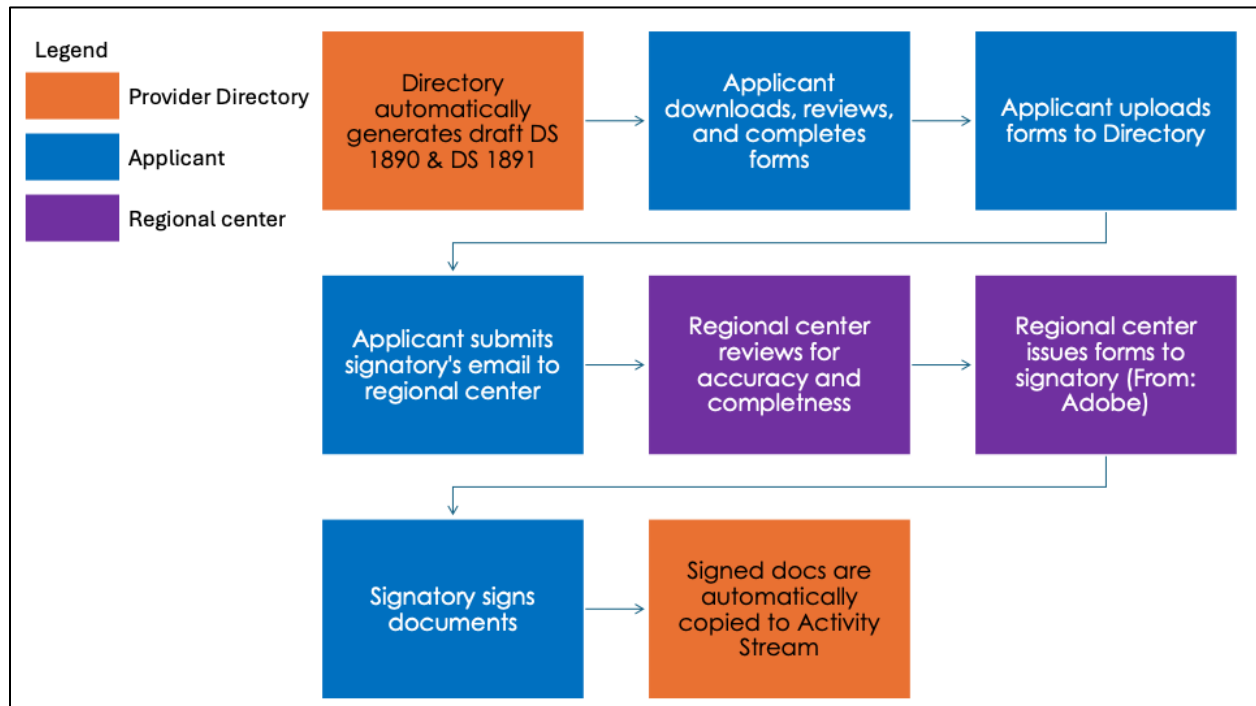 Legend
Provider Directory
Applicant
Regional center
Directory
automatically
generates draft DS
1890 & DS 1891
Applicant
downloads, reviews,
and completes
forms
Applicant uploads
forms to Directory
Applicant submits
signatory's email to
regional center
Regional center
reviews for
accuracy and
completness
Regional center
issues forms to
signatory (From:
Adobe)
Signatory signs
documents
Signed docs are
automatically
copied to Activity
Stream